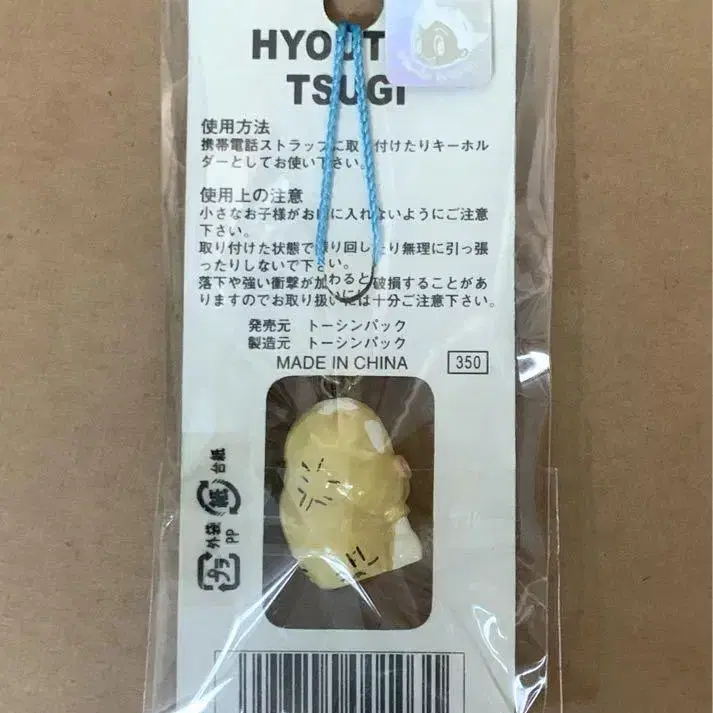 HYOUT
TSUGI
使用方法
携帯電話ストラップに取り付けたりキーホル
ダーとしてお使い下さい。
使用上の注意
小さなお子様がお口に入れないようにご注意
下さい。
取り付けた状態で振り回したり無理に引っ張
ったりしないで下さい。
落下や強い衝撃が加わると破損することがあ
りますのでお取り扱いには十分ご注意下さい。
発売元 トーシンパック
製造元 トーシンパック
MADE IN CHINA 350
台紙
紙
外袋
PP
プラ